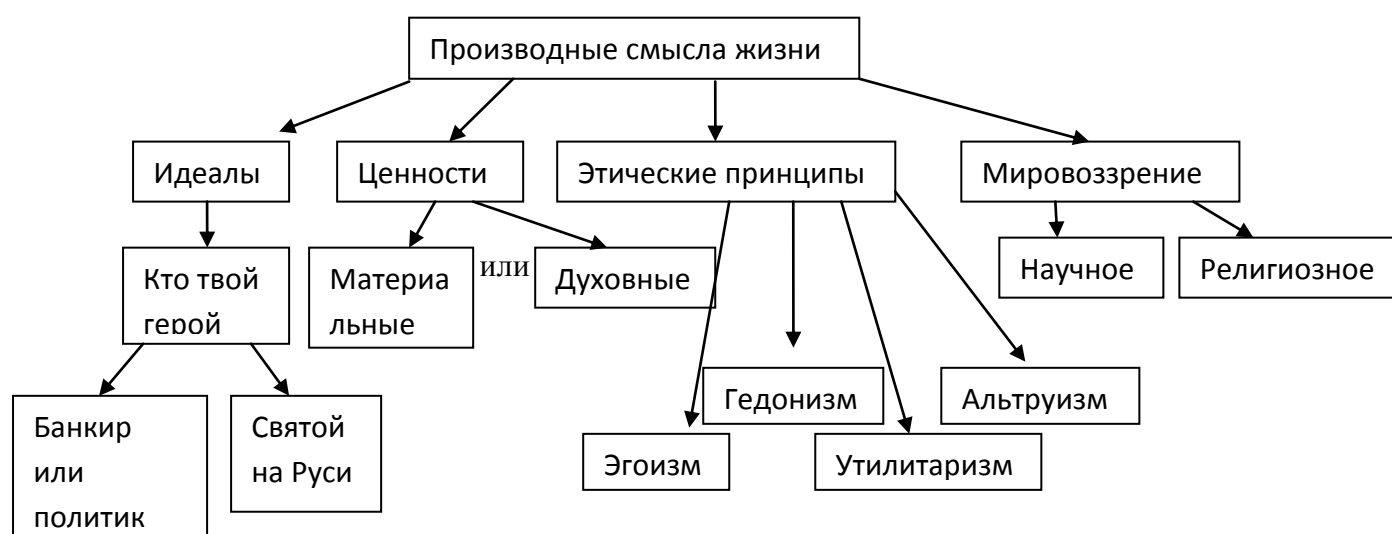 Производные смысла жизни
Идеалы
Ценности
Этические принципы
Мировоззрение
Кто твой
герой
Материа
льные
или
Духовные
Научное
Религиозное
Банкир
или
политик
Святой
на Руси
Эгоизм
Гедонизм
Утилитаризм
Альтруизм